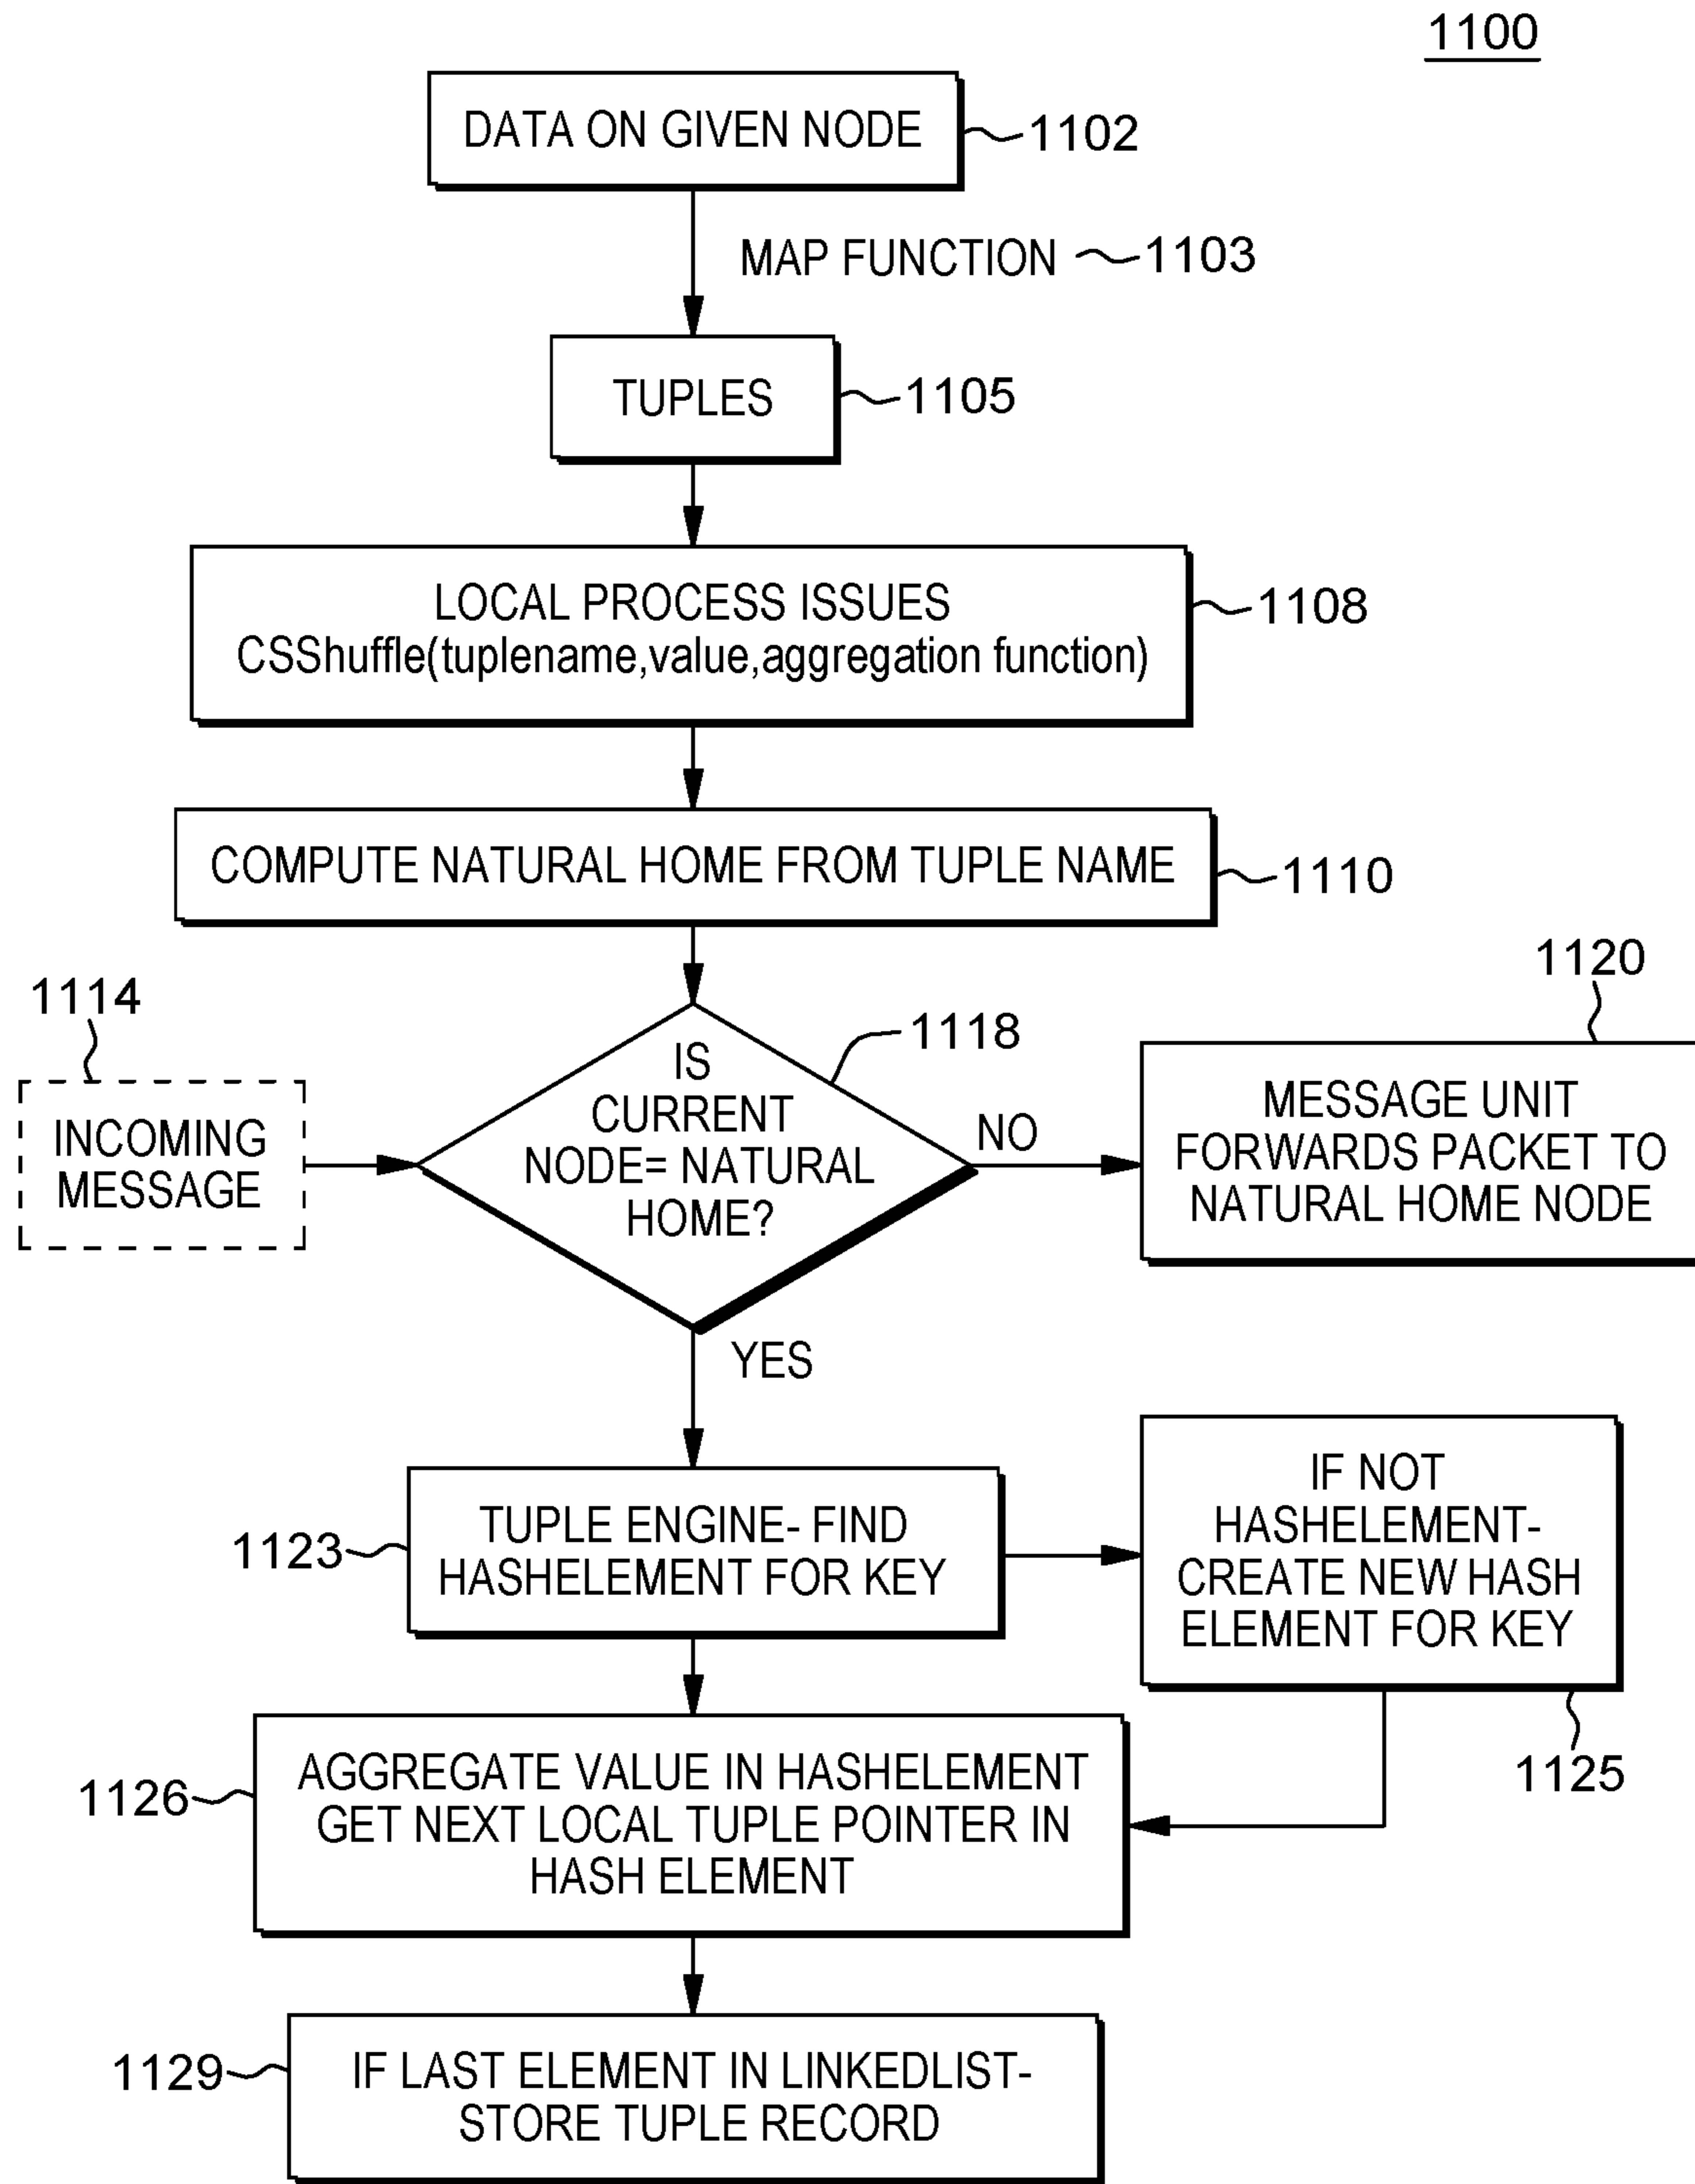 1100
DATA ON GIVEN NODE
1102
MAP FUNCTION
1103
TUPLES
1105
LOCAL PROCESS ISSUES
CSShuffle(tuplename,value,aggregation function)
1108
COMPUTE NATURAL HOME FROM TUPLE NAME
1110
1114
INCOMING
MESSAGE
IS
CURRENT
NODE= NATURAL
HOME?
1118
NO
1120
MESSAGE UNIT
FORWARDS PACKET TO
NATURAL HOME NODE
YES
1123
TUPLE ENGINE- FIND
HASHELEMENT FOR KEY
IF NOT
HASHELEMENT-
CREATE NEW HASH
ELEMENT FOR KEY
1125
1126
AGGREGATE VALUE IN HASHELEMENT
GET NEXT LOCAL TUPLE POINTER IN
HASH ELEMENT
1129
IF LAST ELEMENT IN LINKEDLIST-
STORE TUPLE RECORD